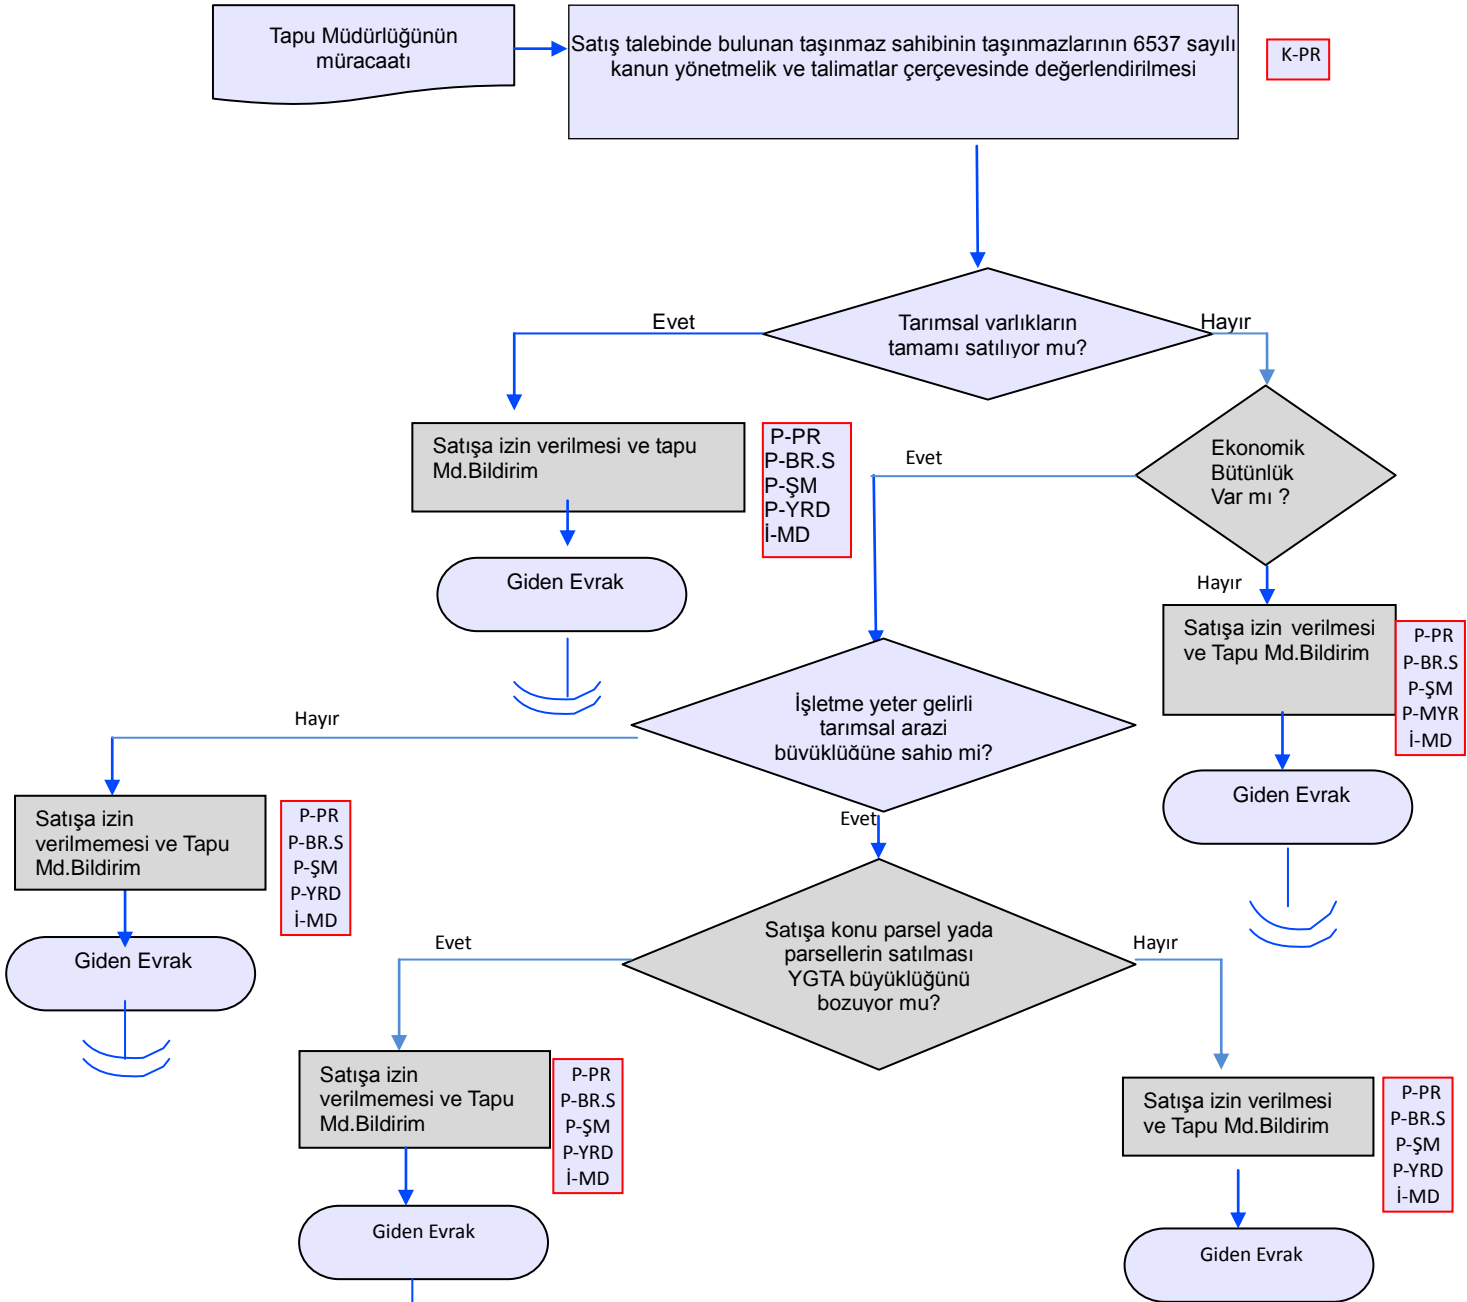 Tapu Müdürlüğünün
müracaatı
Satış talebinde bulunan taşınmaz sahibinin taşınmazlarının 6537 sayılı
kanun yönetmelik ve talimatlar çerçevesinde değerlendirilmesi
K-PR
Tarımsal varlıkların
tamamı satılıyor mu?
Evet
Hayır
Satışa izin verilmesi ve tapu
Md.Bildirim
P-PR
P-BR.S
P-ŞM
P-YRD
İ-MD
Giden Evrak
Ekonomik
Bütünlük
Var mı ?
Evet
Hayır
Satışa izin verilmesi
ve Tapu Md.Bildirim
P-PR
P-BR.S
P-ŞM
P-MYR
İ-MD
Giden Evrak
İşletme yeter gelirli
tarımsal arazi
büyüklüğüne sahip mi?
Hayır
Evet
Satışa izin
verilmemesi ve Tapu
Md.Bildirim
P-PR
P-BR.S
P-ŞM
P-YRD
İ-MD
Giden Evrak
Satışa konu parsel yada
parsellerin satılması
YGTA büyüklüğünü
bozuyor mu?
Evet
Hayır
Satışa izin
verilmemesi ve Tapu
Md.Bildirim
P-PR
P-BR.S
P-ŞM
P-YRD
İ-MD
Giden Evrak
Satışa izin verilmesi
ve Tapu Md.Bildirim
P-PR
P-BR.S
P-ŞM
P-YRD
İ-MD
Giden Evrak